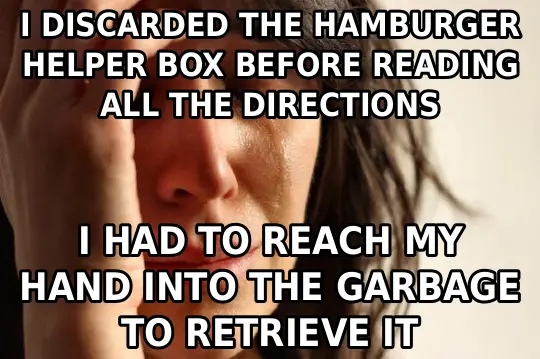 I DISCARDED THE HAMBURGER
HELPER BOX BEFORE READING
ALL THE DIRECTIONS
I HAD TO REACH MY
HAND INTO THE GARBAGE
TO RETRIEVE IT